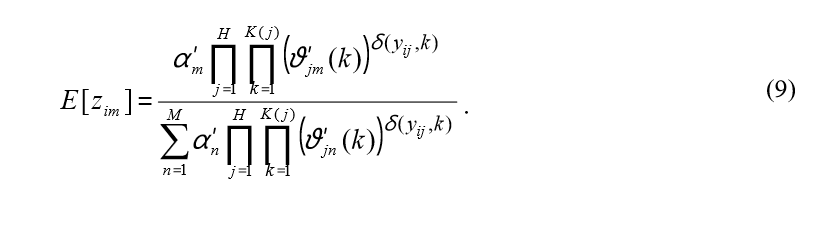 E[z_{im}] = \frac{\alpha'_m \prod_{j=1}^{H} \prod_{k=1}^{K(j)} \left( \vartheta'_{jm}(k) \right)^{\delta(y_{ij},k)}}{\sum_{n=1}^{M} \alpha'_n \prod_{j=1}^{H} \prod_{k=1}^{K(j)} \left( \vartheta'_{jn}(k) \right)^{\delta(y_{ij},k)}} . (9)